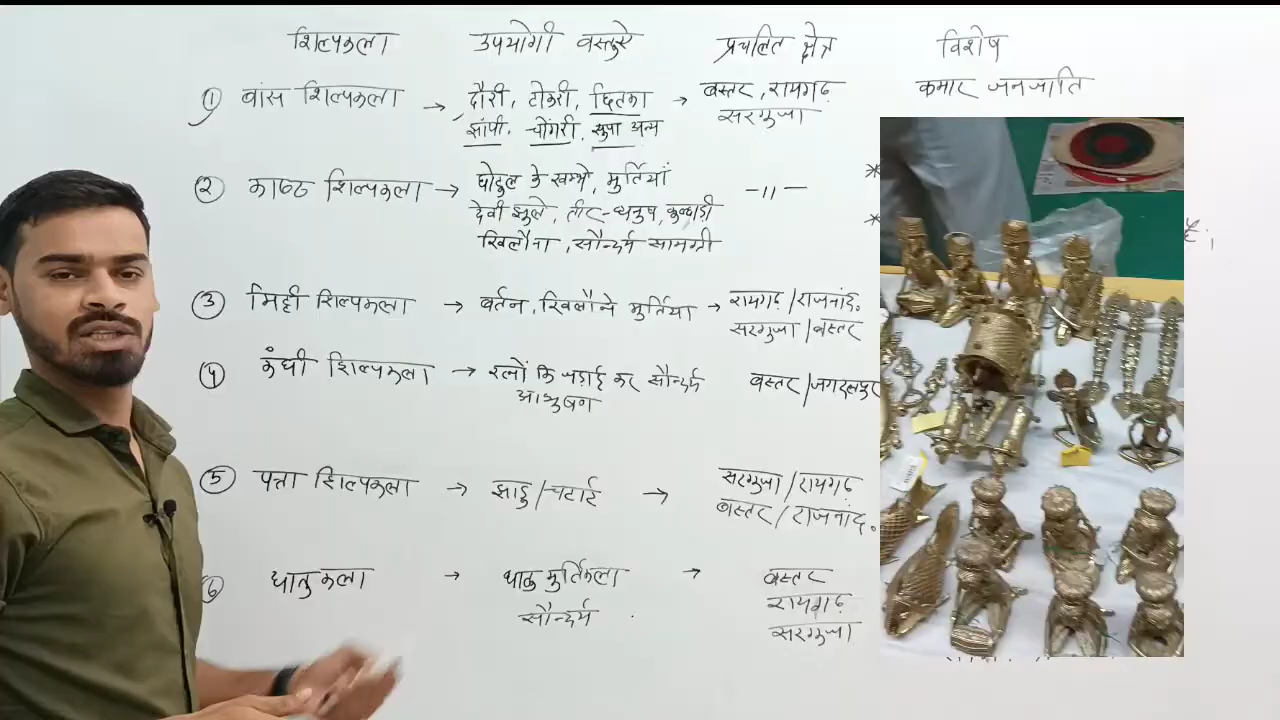 शिल्पकला उपयोगी वस्तुएं प्रचलित क्षेत्र विशेष
① बांस शिल्पकला → दौरी, टोकरी, छितका → बस्तर, रायगढ़ कमार जनजाति
झांपी, चोंगरी, सुपा अन्य सरगुजा
② काष्ठ शिल्पकला → घोटुल के खम्भे, मुर्तियाँ -॥- *
देवी झुले, तीर-धनुष, कुल्हाड़ी *
खिलौना, सौन्दर्य सामग्री है।
③ मिट्टी शिल्पकला → बर्तन, खिलौने मुर्तिया → रायगढ़/राजनांद०
सरगुजा/बस्तर
④ कंघी शिल्पकला → रत्नों कि जड़ाई कर सौन्दर्य बस्तर/जगदलपुर
आभुषण
⑤ पत्ता शिल्पकला → झाडु/चटाई → सरगुजा/रायगढ़
बस्तर/राजनांद०
⑥ धातुकला → धातु मुर्तिकला → बस्तर
सौन्दर्य रायगढ़
सरगुजा